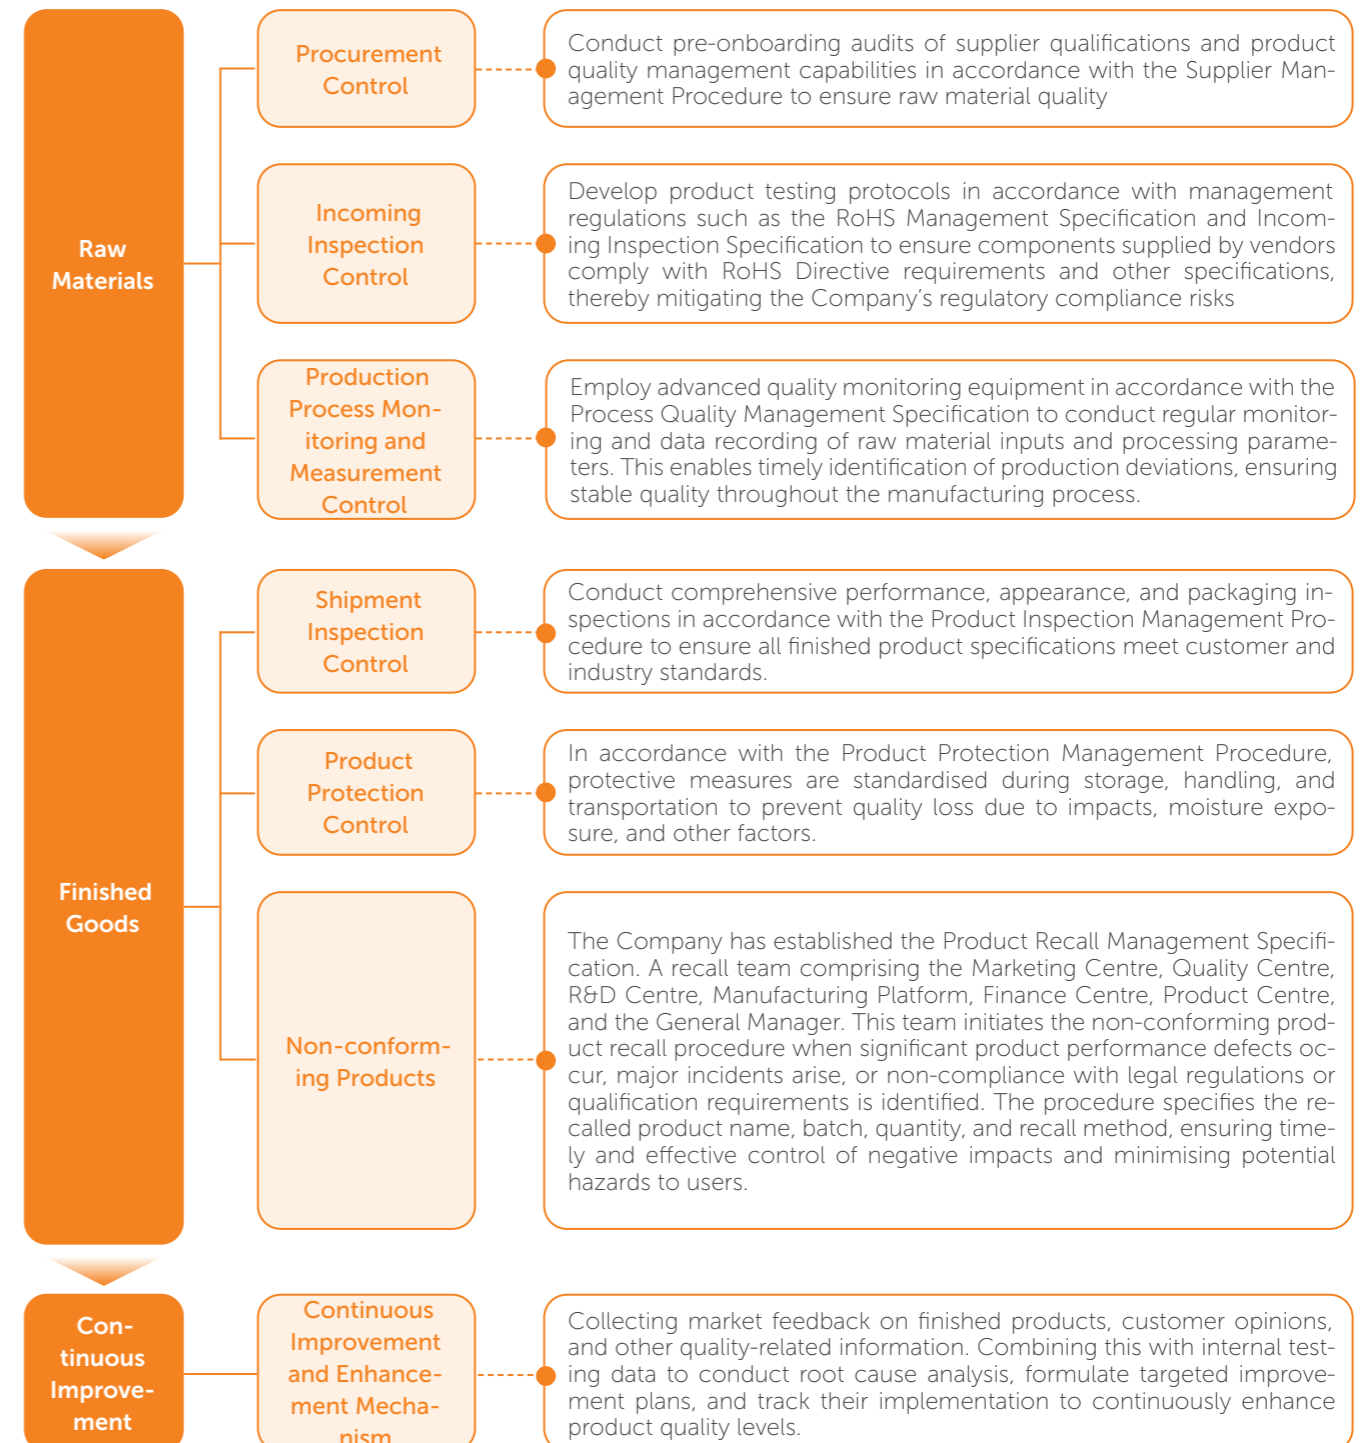 Raw
Materials
Procurement
Control
Conduct pre-onboarding audits of supplier qualifications and product
quality management capabilities in accordance with the Supplier Man-
agement Procedure to ensure raw material quality
Incoming
Inspection
Control
Develop product testing protocols in accordance with management
regulations such as the RoHS Management Specification and Incom-
ing Inspection Specification to ensure components supplied by vendors
comply with RoHS Directive requirements and other specifications,
thereby mitigating the Company's regulatory compliance risks
Production
Process Mon-
itoring and
Measurement
Control
Employ advanced quality monitoring equipment in accordance with the
Process Quality Management Specification to conduct regular monitor-
ing and data recording of raw material inputs and processing parame-
ters. This enables timely identification of production deviations, ensuring
stable quality throughout the manufacturing process.
Finished
Goods
Shipment
Inspection
Control
Conduct comprehensive performance, appearance, and packaging in-
spections in accordance with the Product Inspection Management Pro-
cedure to ensure all finished product specifications meet customer and
industry standards.
Product
Protection
Control
In accordance with the Product Protection Management Procedure,
protective measures are standardised during storage, handling, and
transportation to prevent quality loss due to impacts, moisture expo-
sure, and other factors.
Non-conform-
ing Products
The Company has established the Product Recall Management Specifi-
cation. A recall team comprising the Marketing Centre, Quality Centre,
R&D Centre, Manufacturing Platform, Finance Centre, Product Centre,
and the General Manager. This team initiates the non-conforming prod-
uct recall procedure when significant product performance defects oc-
cur, major incidents arise, or non-compliance with legal regulations or
qualification requirements is identified. The procedure specifies the re-
called product name, batch, quantity, and recall method, ensuring time-
ly and effective control of negative impacts and minimising potential
hazards to users.
Con-
tinuous
Improve-
ment
Continuous
Improvement
and Enhance-
ment Mecha-
nism
Collecting market feedback on finished products, customer opinions,
and other quality-related information. Combining this with internal test-
ing data to conduct root cause analysis, formulate targeted improve-
ment plans, and track their implementation to continuously enhance
product quality levels.